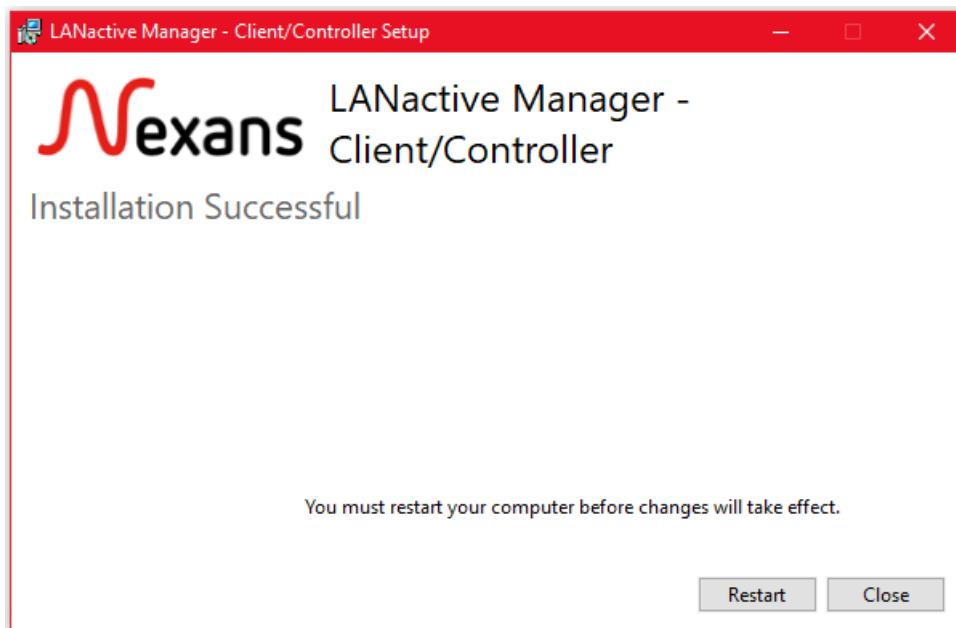 LANactive Manager - Client/Controller Setup
Nexans
LANactive Manager -
Client/Controller
Installation Successful
You must restart your computer before changes will take effect.
Restart
Close